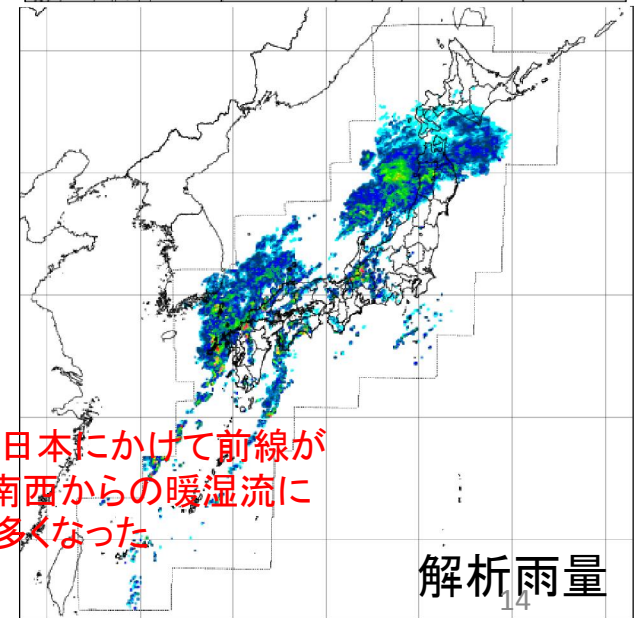 日本にかけて前線が
南西からの暖湿流に
多くなった
解析雨量
14